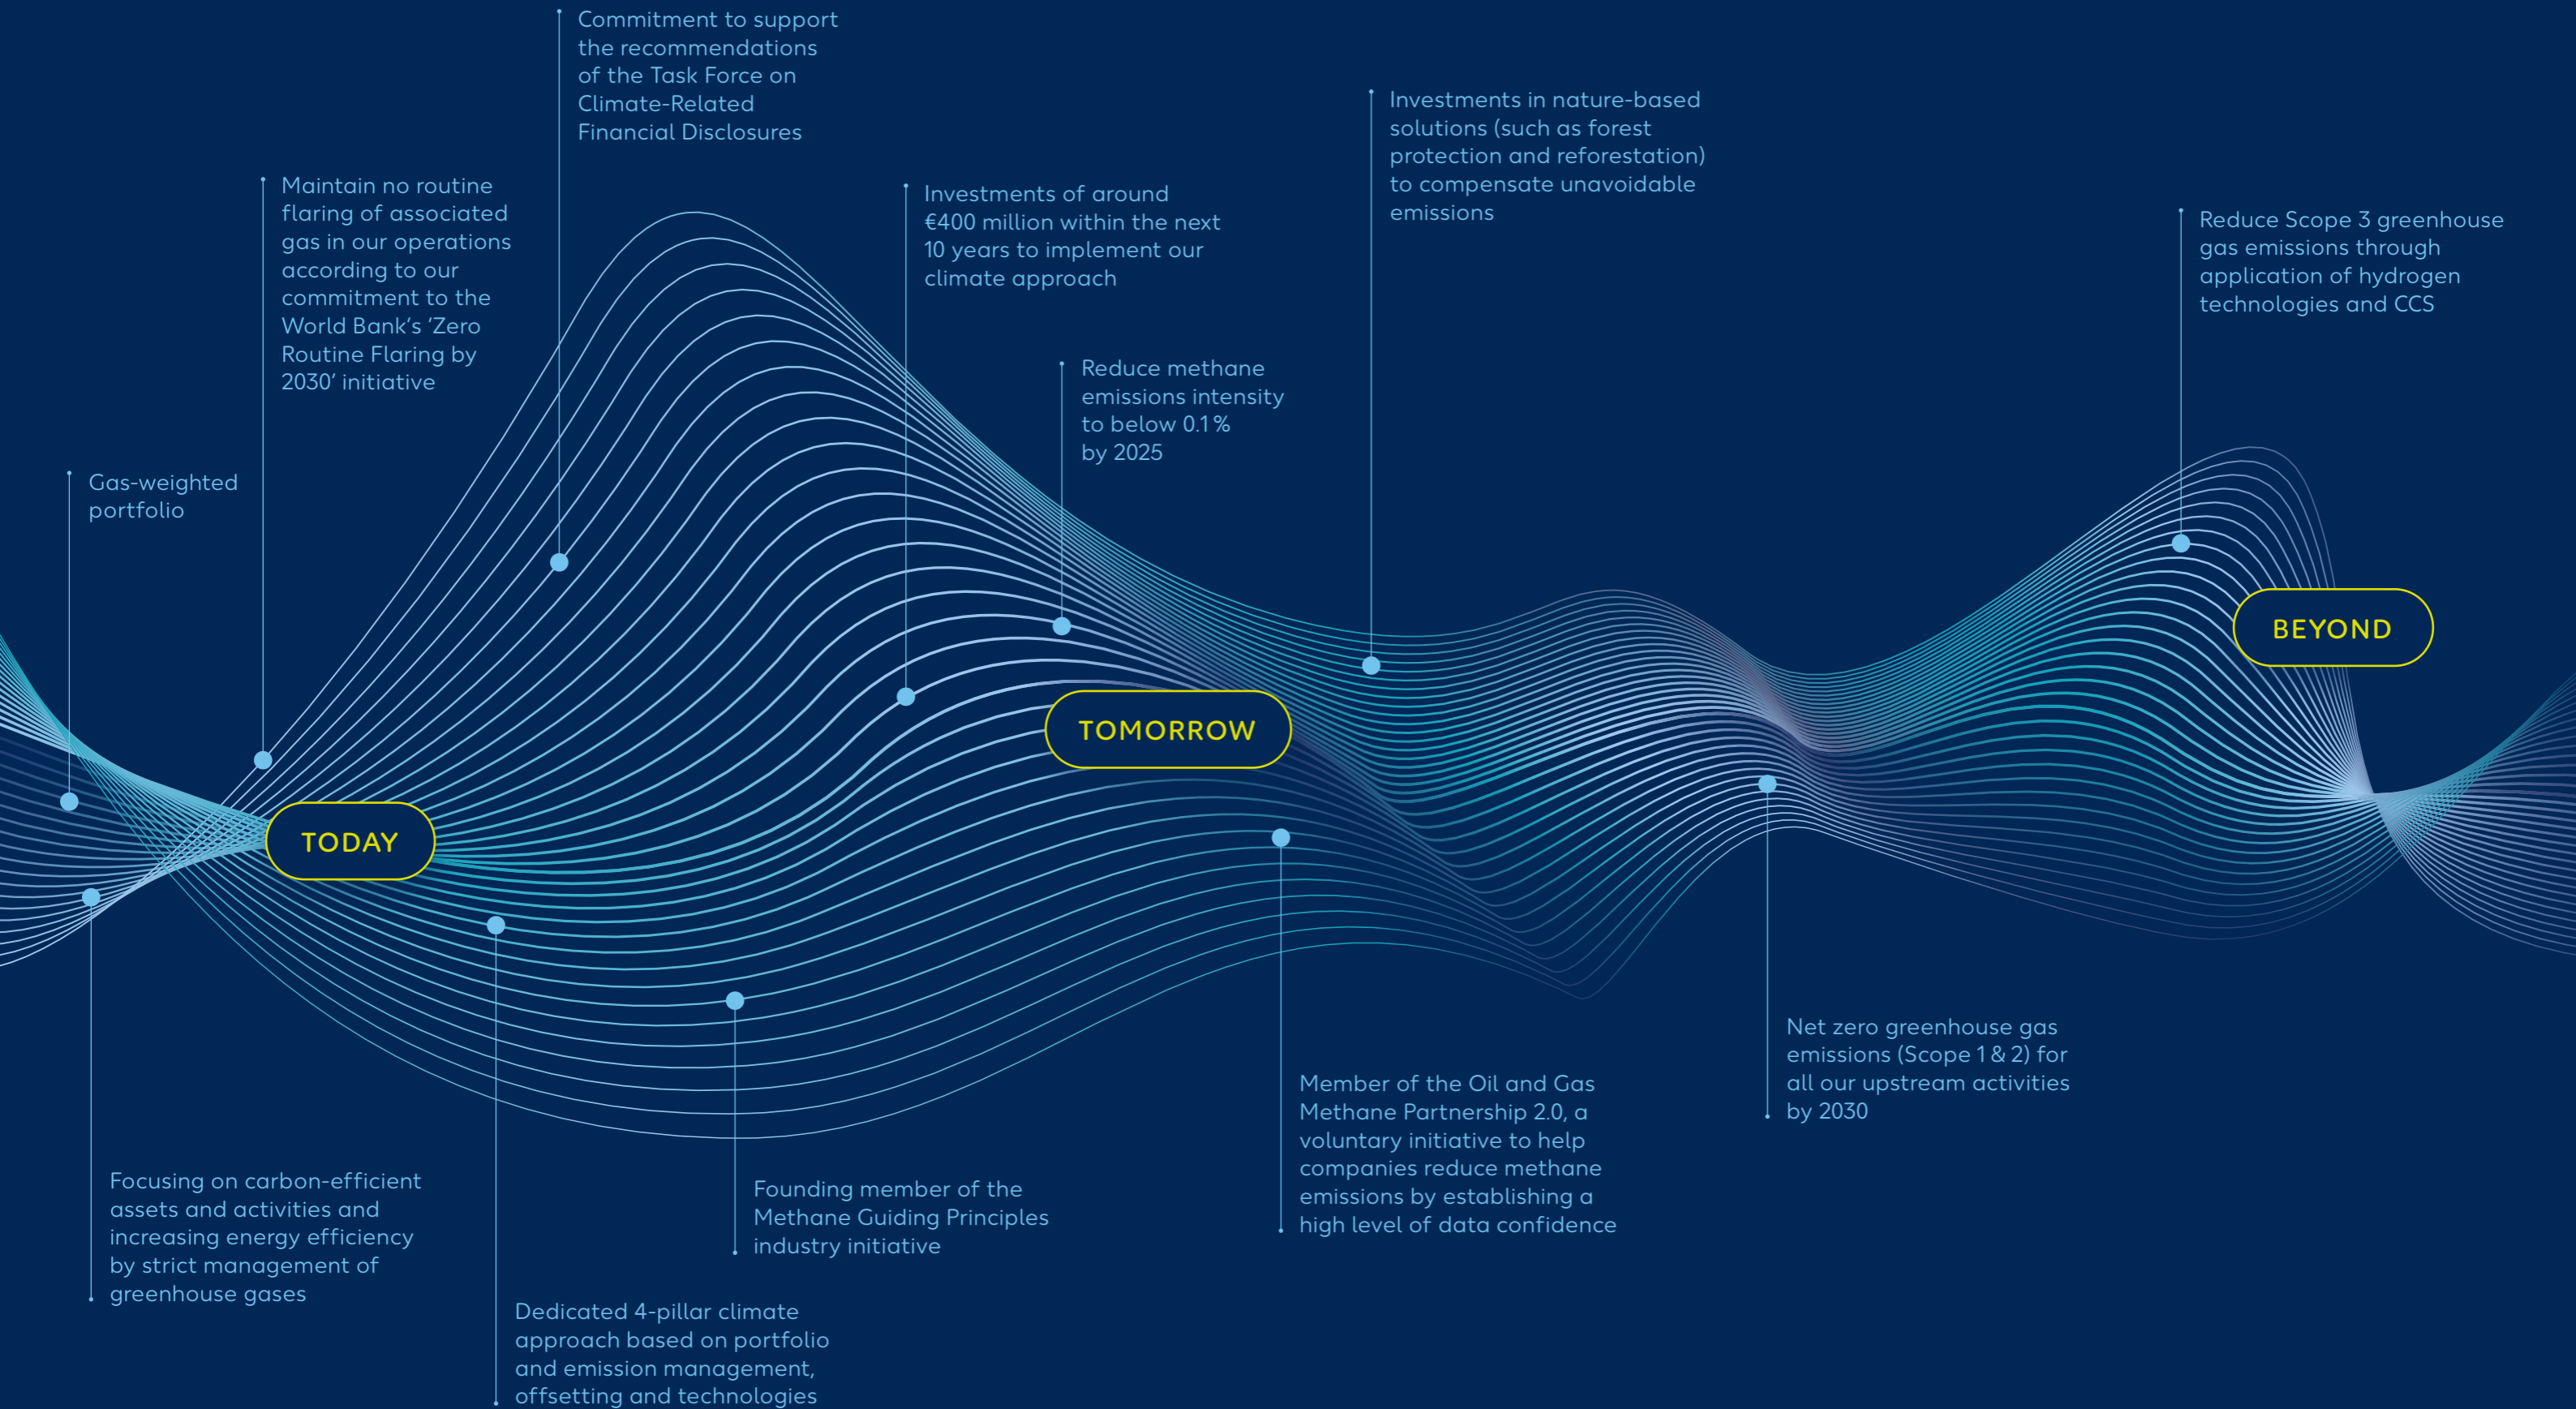 Commitment to support
the recommendations
of the Task Force on
Climate-Related
Financial Disclosures
Investments in nature-based
solutions (such as forest
protection and reforestation)
to compensate unavoidable
emissions
Maintain no routine
flaring of associated
gas in our operations
according to our
commitment to the
World Bank’s ‘Zero
Routine Flaring by
2030’ initiative
Investments of around
€400 million within the next
10 years to implement our
climate approach
Reduce Scope 3 greenhouse
gas emissions through
application of hydrogen
technologies and CCS
Reduce methane
emissions intensity
to below 0.1 %
by 2025
Gas-weighted
portfolio
BEYOND
TOMORROW
TODAY
Net zero greenhouse gas
emissions (Scope 1 & 2) for
all our upstream activities
by 2030
Member of the Oil and Gas
Methane Partnership 2.0, a
voluntary initiative to help
companies reduce methane
emissions by establishing a
high level of data confidence
Focusing on carbon-efficient
assets and activities and
increasing energy efficiency
by strict management of
greenhouse gases
Founding member of the
Methane Guiding Principles
industry initiative
Dedicated 4-pillar climate
approach based on portfolio
and emission management,
offsetting and technologies